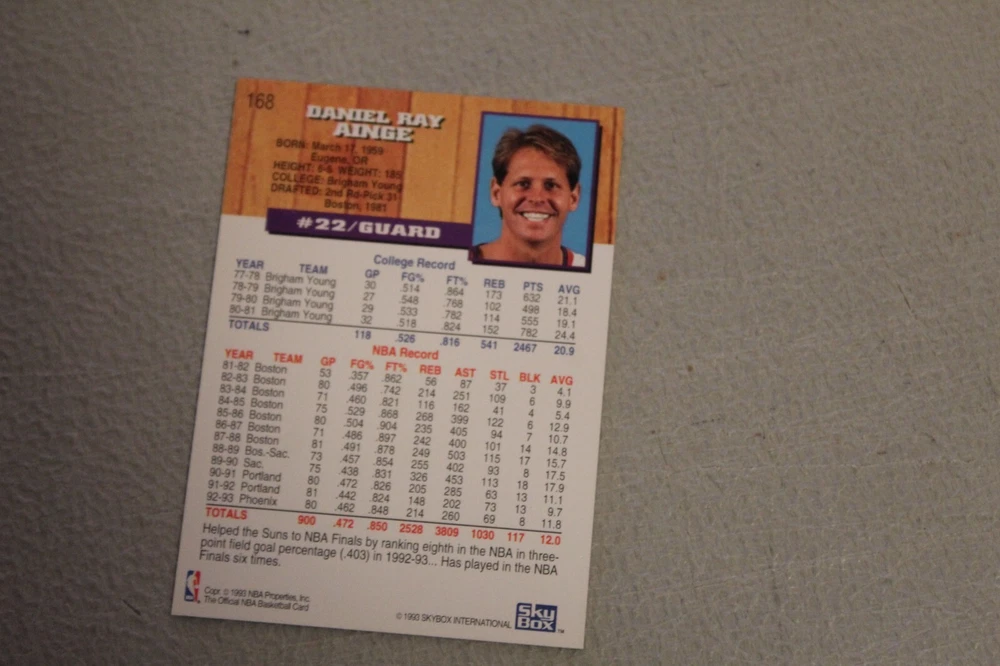 168
DANIEL RAY
AINGE
BORN: March 17, 1959
Eugene, OR
HEIGHT: 6-5 WEIGHT: 185
COLLEGE: Brigham Young
DRAFTED: 2nd Rd-Pick 31
Boston, 1981
#22/GUARD
College Record
YEAR TEAM GP FG% FT% REB PTS AVG
77-78 Brigham Young 30 .514 .864 173 632 21.1
78-79 Brigham Young 27 .548 .768 102 498 18.4
79-80 Brigham Young 29 .533 .782 114 555 19.1
80-81 Brigham Young 32 .518 .824 152 782 24.4
TOTALS 118 .526 .816 541 2467 20.9
NBA Record
YEAR TEAM GP FG% FT% REB AST STL BLK AVG
81-82 Boston 53 .357 .862 56 87 37 3 4.1
82-83 Boston 80 .496 .742 214 251 109 6 9.9
83-84 Boston 71 .460 .821 116 162 41 4 5.4
84-85 Boston 75 .529 .868 268 399 122 6 12.9
85-86 Boston 80 .504 .904 235 405 94 7 10.7
86-87 Boston 71 .486 .897 242 400 101 14 14.8
87-88 Boston 81 .491 .878 249 503 115 17 15.7
88-89 Bos.-Sac. 73 .457 .854 255 402 93 8 17.5
89-90 Sac. 75 .438 .831 326 453 113 18 17.9
90-91 Portland 80 .472 .826 205 285 63 13 11.1
91-92 Portland 81 .442 .824 148 202 73 13 9.7
92-93 Phoenix 80 .462 .848 214 260 69 8 11.8
TOTALS 900 .472 .850 2528 3809 1030 117 12.0
Helped the Suns to NBA Finals by ranking eighth in the NBA in three-
point field goal percentage (.403) in 1992-93... Has played in the NBA
Finals six times.
Copr. © 1993 NBA Properties, Inc.
The Official NBA Basketball Card
© 1993 SKYBOX INTERNATIONAL
Sky
Box
™